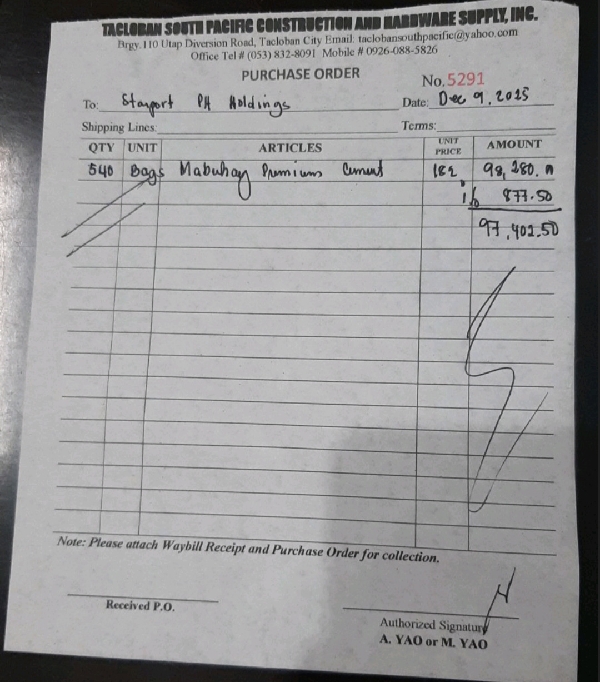 TACLOBAN SOUTH PACIFIC CONSTRUCTION AND HARDWARE SUPPLY, INC.
Brgy. 110 Utap Diversion Road, Tacloban City Email: taclobansouthpacific@yahoo.com
Office Tel # (053) 832-8091 Mobile # 0926-088-5826
PURCHASE ORDER
No. 5291
To: Stayport PH Holdings Date: Dec 9, 2025
Shipping Lines: Terms:
QTY UNIT ARTICLES UNIT PRICE AMOUNT
540 Bags Mabuhay Premium Cement 182 98,280.
1% 877.50
97,402.50
Note: Please attach Waybill Receipt and Purchase Order for collection.
Received P.O.
Authorized Signature
A. YAO or M. YAO